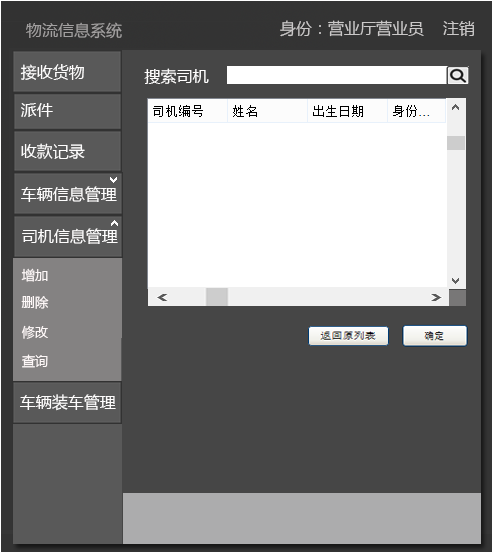 物流信息系统
身份：营业厅营业员 注销
接收货物
派件
收款记录
车辆信息管理
司机信息管理
增加
删除
修改
查询
车辆装车管理
搜索司机
司机编号 姓名 出生日期 身份...
返回原列表 确定